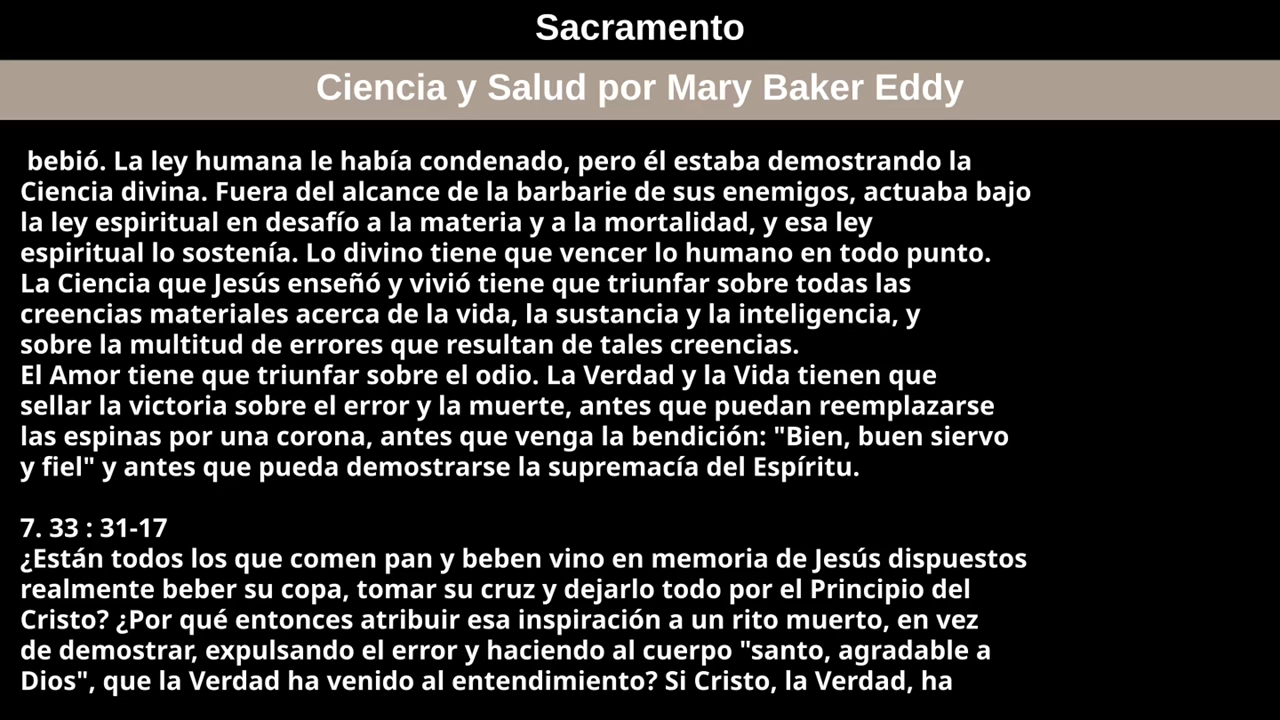 Sacramento
Ciencia y Salud por Mary Baker Eddy
bebió. La ley humana le había condenado, pero él estaba demostrando la
Ciencia divina. Fuera del alcance de la barbarie de sus enemigos, actuaba bajo
la ley espiritual en desafío a la materia y a la mortalidad, y esa ley
espiritual lo sostenía. Lo divino tiene que vencer lo humano en todo punto.
La Ciencia que Jesús enseñó y vivió tiene que triunfar sobre todas las
creencias materiales acerca de la vida, la sustancia y la inteligencia, y
sobre la multitud de errores que resultan de tales creencias.
El Amor tiene que triunfar sobre el odio. La Verdad y la Vida tienen que
sellar la victoria sobre el error y la muerte, antes que puedan reemplazarse
las espinas por una corona, antes que venga la bendición: "Bien, buen siervo
y fiel" y antes que pueda demostrarse la supremacía del Espíritu.
7. 33 : 31-17
¿Están todos los que comen pan y beben vino en memoria de Jesús dispuestos
realmente beber su copa, tomar su cruz y dejarlo todo por el Principio del
Cristo? ¿Por qué entonces atribuir esa inspiración a un rito muerto, en vez
de demostrar, expulsando el error y haciendo al cuerpo "santo, agradable a
Dios", que la Verdad ha venido al entendimiento? Si Cristo, la Verdad, ha